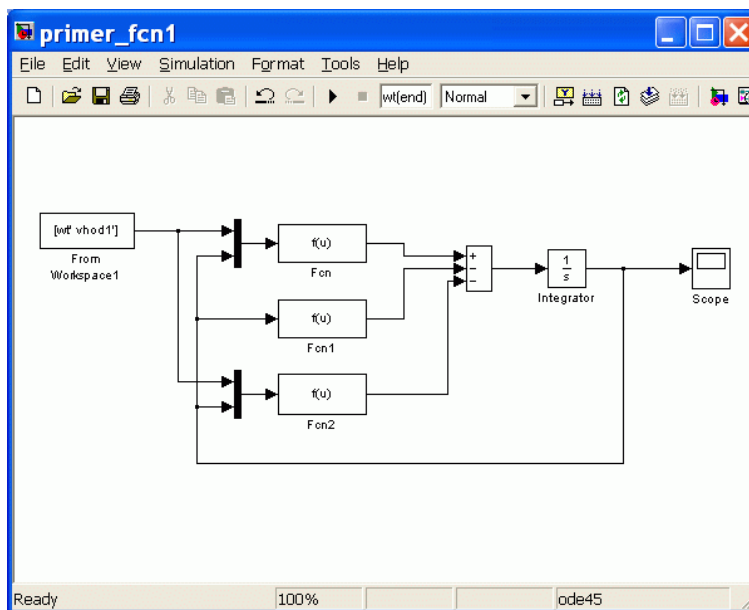 primer_fcn1
File Edit View Simulation Format Tools Help
wt(end) Normal
[wt' vhod1']
From
Workspace1
f(u)
Fcn
f(u)
Fcn1
f(u)
Fcn2
+
−
−
1
s
Integrator
Scope
Ready 100% ode45